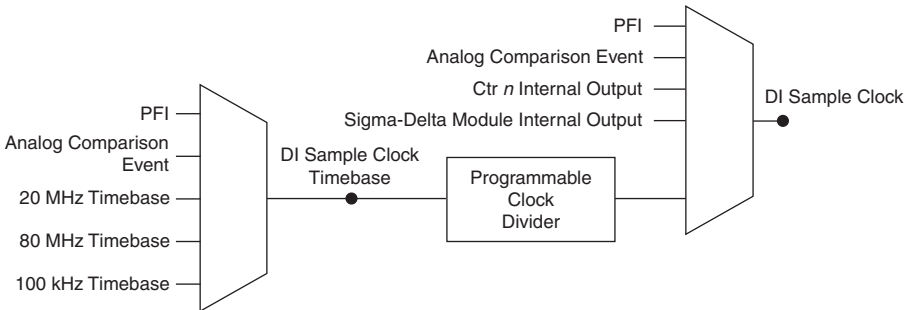 PFI
Analog Comparison Event
Ctr n Internal Output
Sigma-Delta Module Internal Output
DI Sample Clock
PFI
Analog Comparison
Event
20 MHz Timebase
80 MHz Timebase
100 kHz Timebase
DI Sample Clock
Timebase
Programmable
Clock
Divider